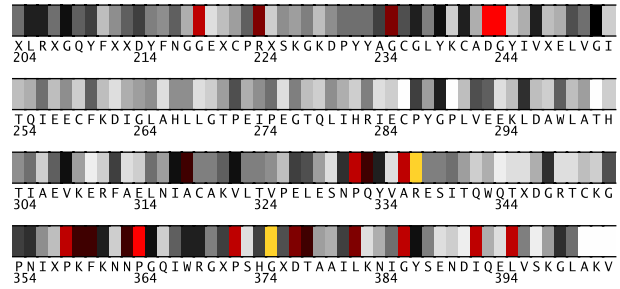 XLRXGQYFXXDYFNGGEXCPRXSKGKDPYYAGCGLYKCADGYIVXELVGI
204 214 224 234 244
TQIEECFKDIGLAHLLGTPEIPEGTQLIHRIECPYGPLVEEKLDAWLATH
254 264 274 284 294
TIAEVKERFAELNIACAKVLTVPELESNPQYVARESITQWQTXDGRTCKG
304 314 324 334 344
PNIXPKFKNNPGQIWRGXPSHGXDTAAILKNIGYSENDIQELVSKGLAKV
354 364 374 384 394